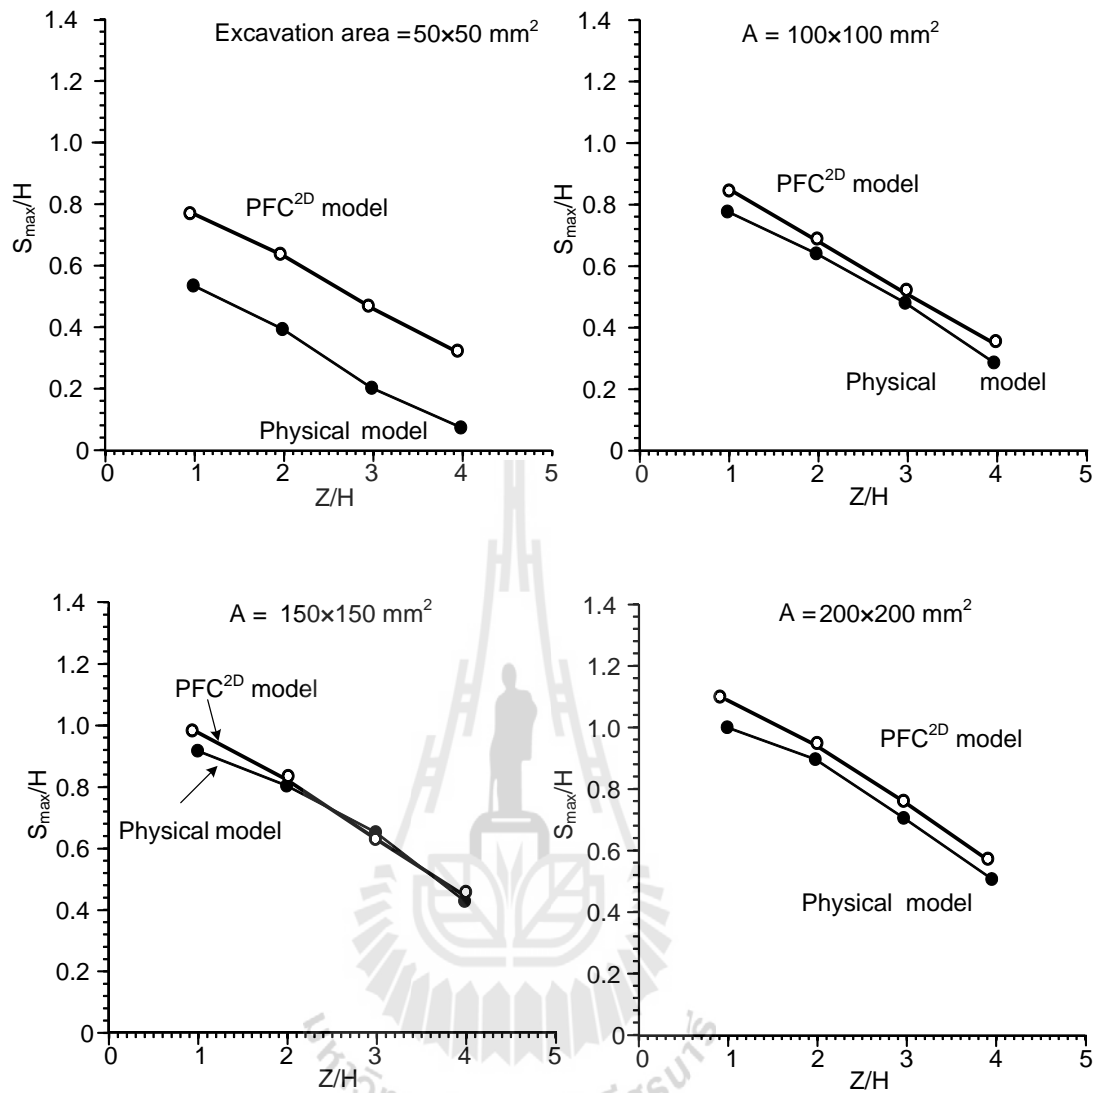 Excavation area = 50×50 mm²
1.4
1.2
1.0
0.8
0.6
0.4
0.2
0
S_max/H
PFC^2D model
Physical model
0 1 2 3 4 5
Z/H
A = 100×100 mm²
1.4
1.2
1.0
0.8
0.6
0.4
0.2
0
S_max/H
PFC^2D model
Physical model
0 1 2 3 4 5
Z/H
A = 150×150 mm²
1.4
1.2
1.0
0.8
0.6
0.4
0.2
0
S_max/H
PFC^2D model
Physical model
0 1 2 3 4 5
Z/H
A = 200×200 mm²
1.4
1.2
1.0
0.8
0.6
0.4
0.2
0
S_max/H
PFC^2D model
Physical model
0 1 2 3 4 5
Z/H